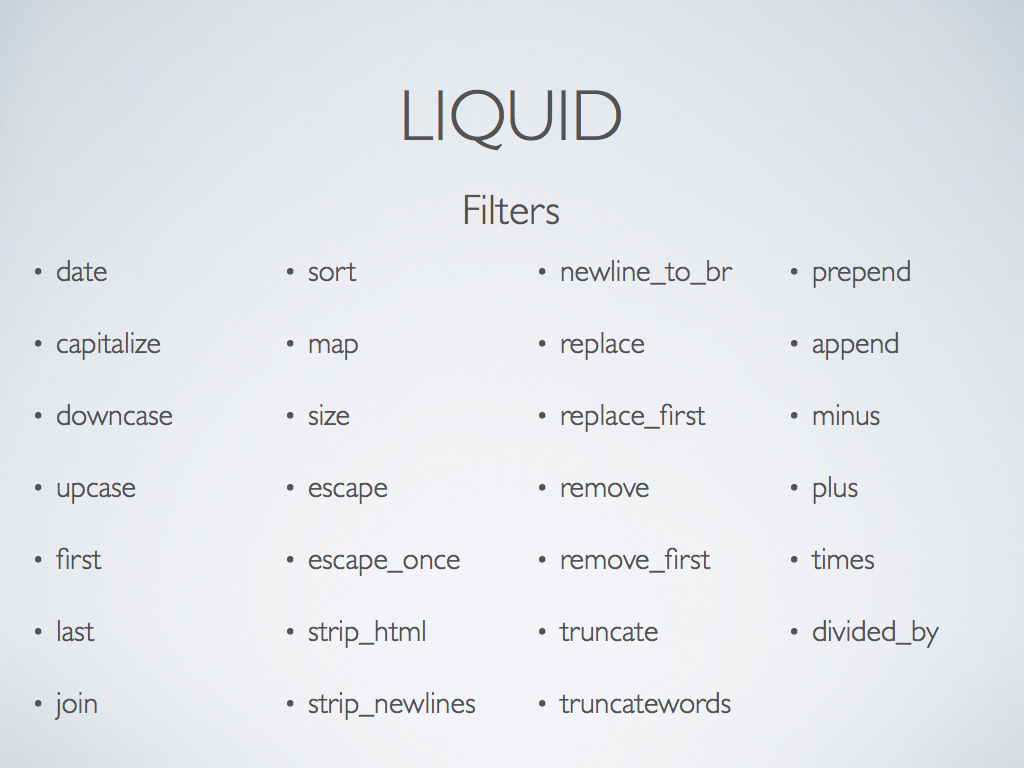 LIQUID
Filters
• date
• capitalize
• downcase
• upcase
• first
• last
• join
• sort
• map
• size
• escape
• escape_once
• strip_html
• strip_newlines
• newline_to_br
• replace
• replace_first
• remove
• remove_first
• truncate
• truncatewords
• prepend
• append
• minus
• plus
• times
• divided_by